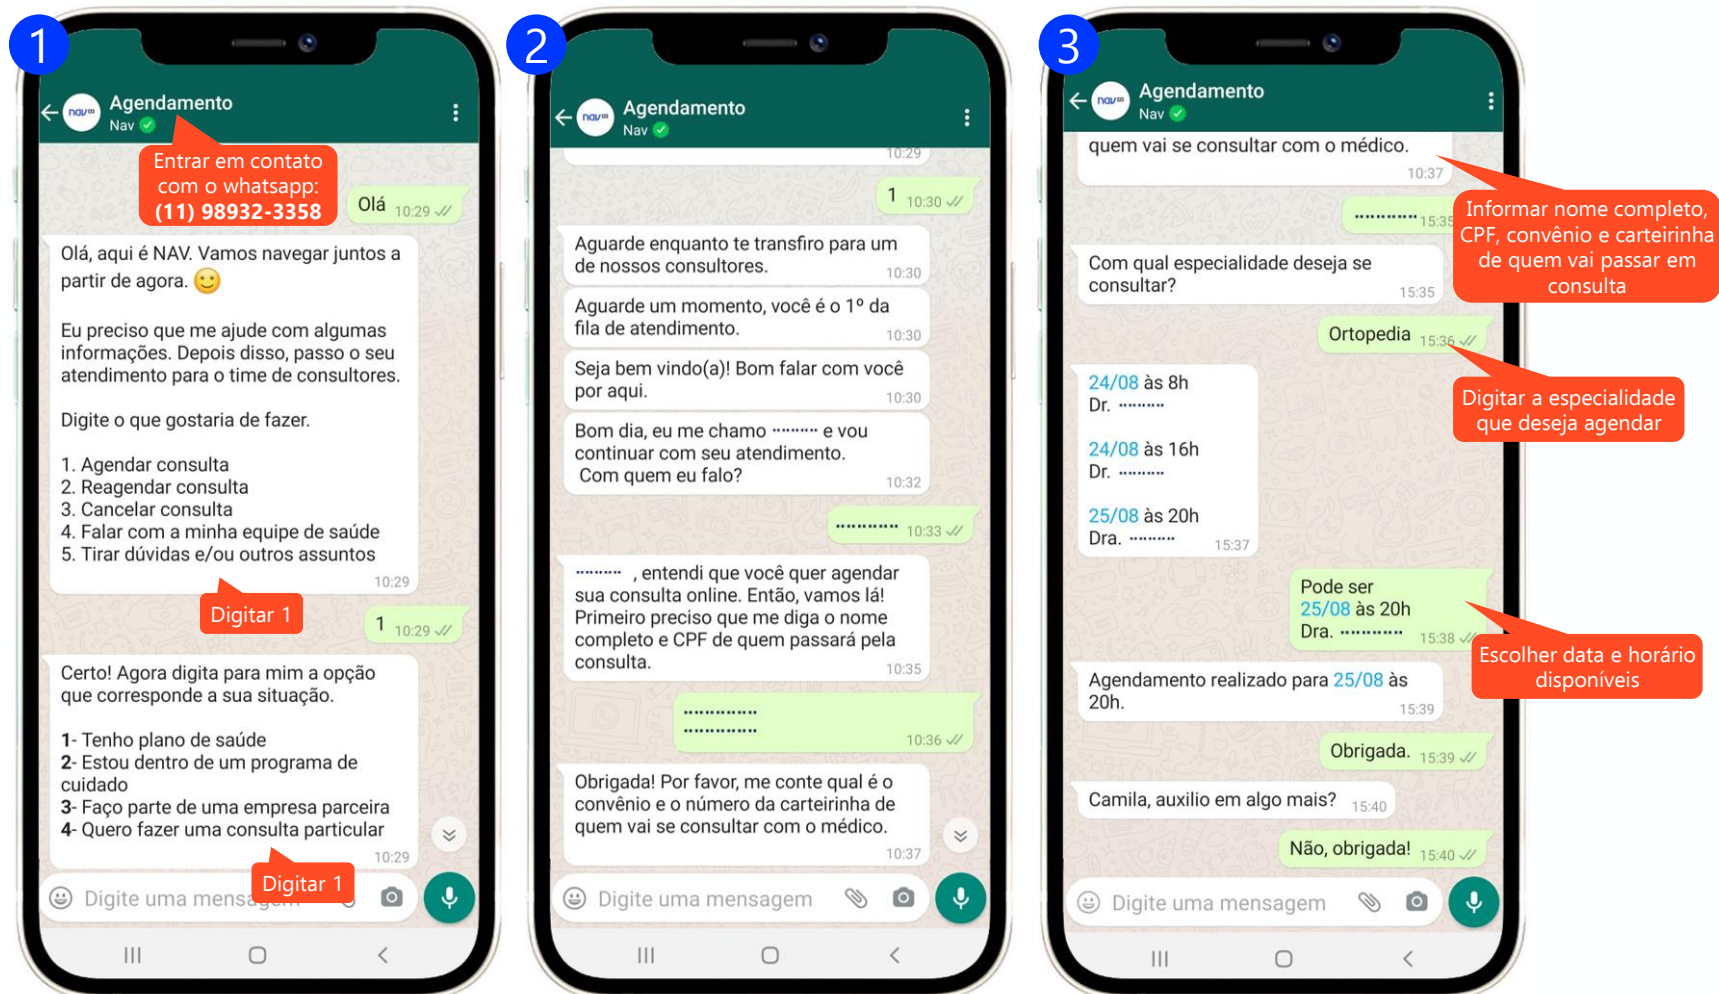 1
nav
Agendamento
Nav
Entrar em contato
com o whatsapp:
(11) 98932-3358
Olá 10:29
Olá, aqui é NAV. Vamos navegar juntos a
partir de agora.
Eu preciso que me ajude com algumas
informações. Depois disso, passo o seu
atendimento para o time de consultores.
Digite o que gostaria de fazer.
1. Agendar consulta
2. Reagendar consulta
3. Cancelar consulta
4. Falar com a minha equipe de saúde
5. Tirar dúvidas e/ou outros assuntos
10:29
Digitar 1
1 10:29
Certo! Agora digita para mim a opção
que corresponde a sua situação.
1- Tenho plano de saúde
2- Estou dentro de um programa de
cuidado
3- Faço parte de uma empresa parceira
4- Quero fazer uma consulta particular
10:29
Digitar 1
Digite uma mensagem
2
nav
Agendamento
Nav
10:29
1 10:30
Aguarde enquanto te transfiro para um
de nossos consultores. 10:30
Aguarde um momento, você é o 1º da
fila de atendimento. 10:30
Seja bem vindo(a)! Bom falar com você
por aqui. 10:30
Bom dia, eu me chamo ......... e vou
continuar com seu atendimento.
Com quem eu falo? 10:32
............ 10:33
......... , entendi que você quer agendar
sua consulta online. Então, vamos lá!
Primeiro preciso que me diga o nome
completo e CPF de quem passará pela
consulta. 10:35
..............
..............
10:36
Obrigada! Por favor, me conte qual é o
convênio e o número da carteirinha de
quem vai se consultar com o médico.
10:37
Digite uma mensagem
3
nav
Agendamento
Nav
quem vai se consultar com o médico.
10:37
............ 15:35
Informar nome completo,
CPF, convênio e carteirinha
de quem vai passar em
consulta
Com qual especialidade deseja se
consultar? 15:35
Ortopedia 15:36
Digitar a especialidade
que deseja agendar
24/08 às 8h
Dr. .........
24/08 às 16h
Dr. .........
25/08 às 20h
Dra. ......... 15:37
Pode ser
25/08 às 20h
Dra. ............ 15:38
Escolher data e horário
disponíveis
Agendamento realizado para 25/08 às
20h. 15:39
Obrigada. 15:39
Camila, auxilio em algo mais? 15:40
Não, obrigada! 15:40
Digite uma mensagem